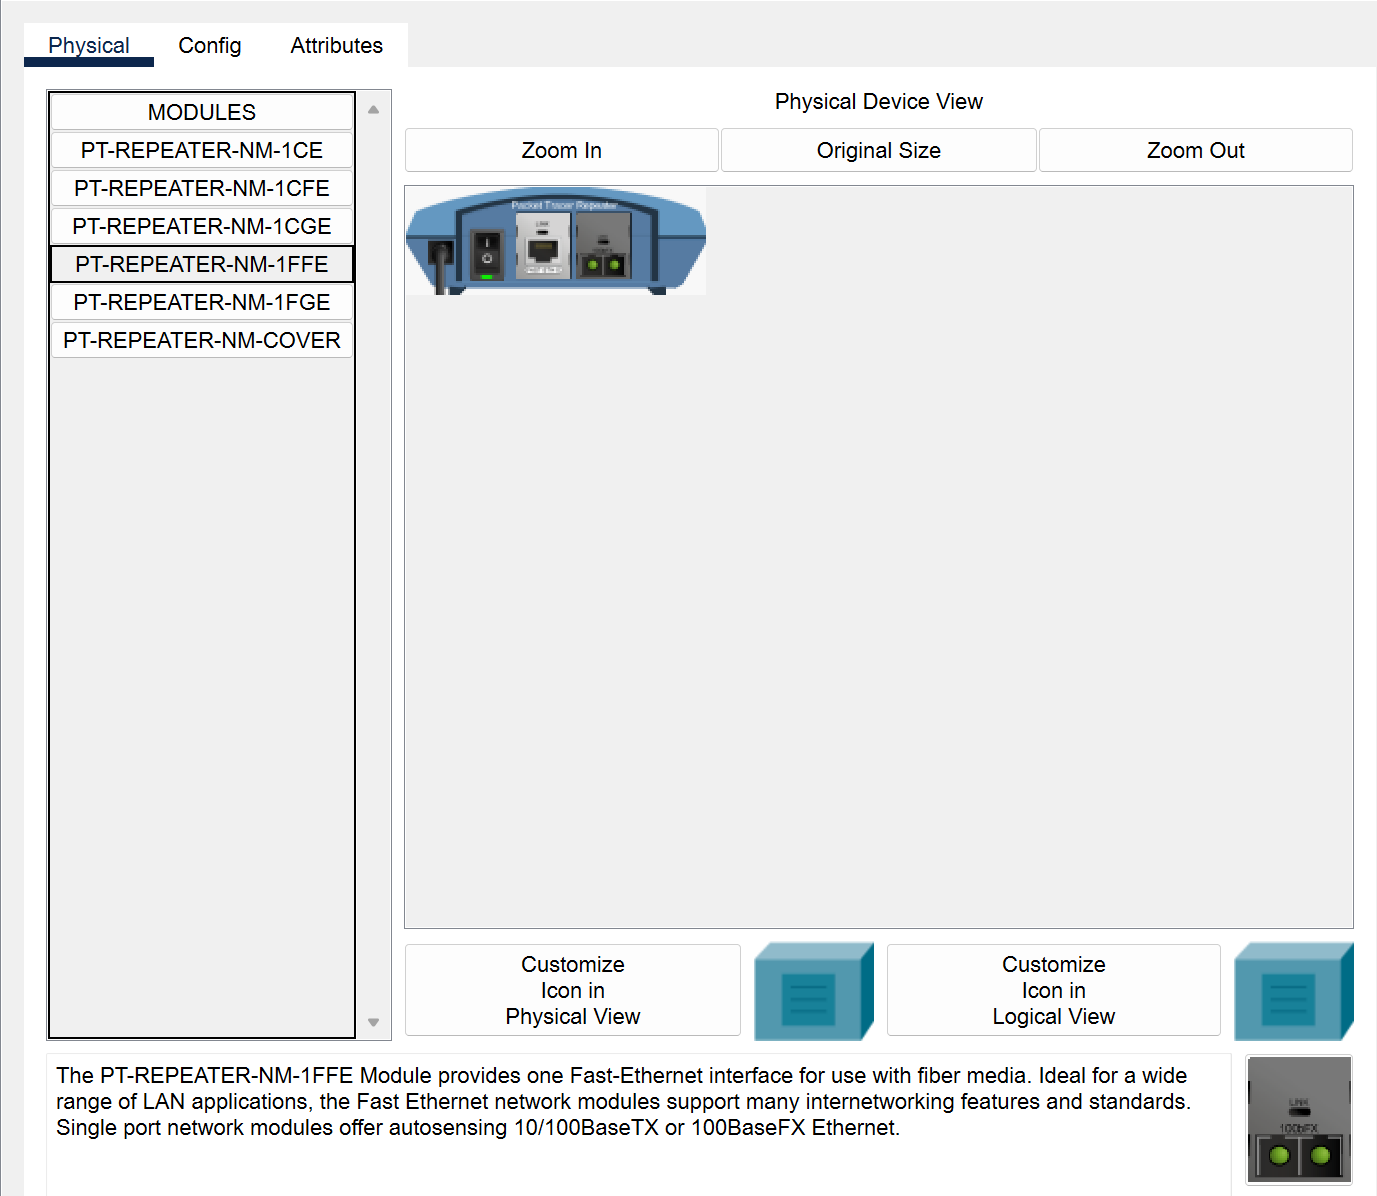 Physical
Config
Attributes
MODULES
PT-REPEATER-NM-1CE
PT-REPEATER-NM-1CFE
PT-REPEATER-NM-1CGE
PT-REPEATER-NM-1FFE
PT-REPEATER-NM-1FGE
PT-REPEATER-NM-COVER
Physical Device View
Zoom In
Original Size
Zoom Out
Packet Tracer Repeater
LINK
Customize
Icon in
Physical View
Customize
Icon in
Logical View
The PT-REPEATER-NM-1FFE Module provides one Fast-Ethernet interface for use with fiber media. Ideal for a wide
range of LAN applications, the Fast Ethernet network modules support many internetworking features and standards.
Single port network modules offer autosensing 10/100BaseTX or 100BaseFX Ethernet.
LINK
100bFX